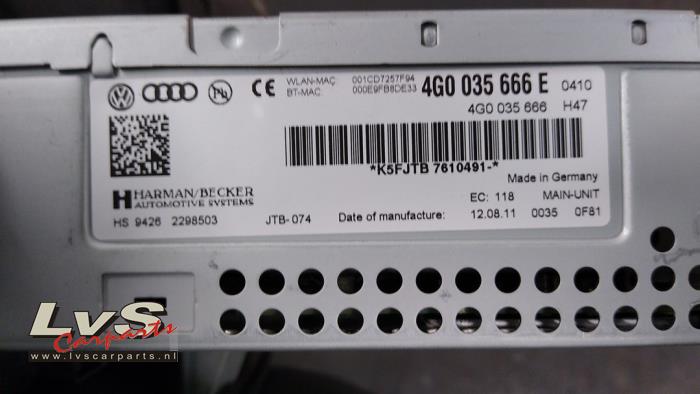 WLAN-MAC: 001CD7257F94
BT-MAC: 000E9FB8DE33
4G0 035 666 E 0410
4G0 035 666 H47
*K5FJTB 7610491-*
Made in Germany
HARMAN/BECKER
AUTOMOTIVE SYSTEMS
EC: 118 MAIN-UNIT
HS 9426 2298503 JTB-074 Date of manufacture: 12.08.11 0035 0F81
LvS
Carparts
www.lvscarparts.nl